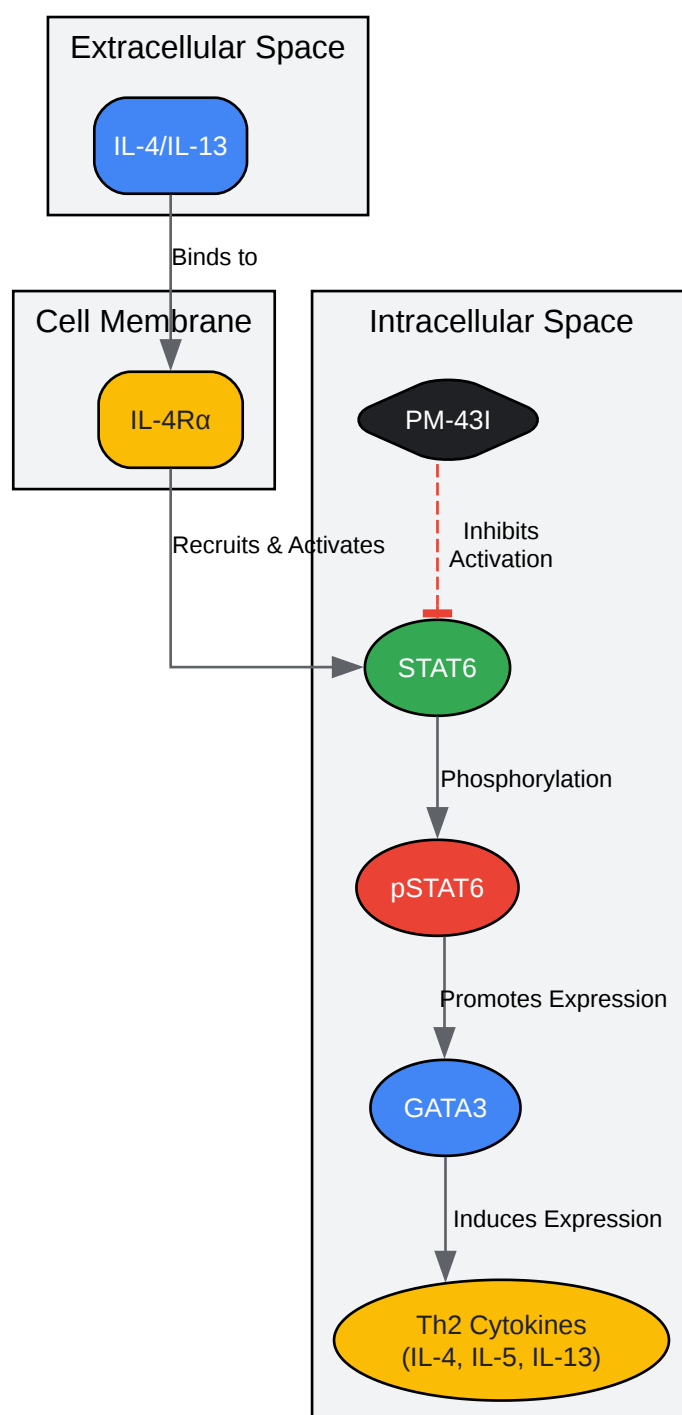 Extracellular Space
IL-4/IL-13
Binds to
Cell Membrane
IL-4Rα
Recruits & Activates
Intracellular Space
PM-43I
Inhibits
Activation
STAT6
Phosphorylation
pSTAT6
Promotes Expression
GATA3
Induces Expression
Th2 Cytokines
(IL-4, IL-5, IL-13)